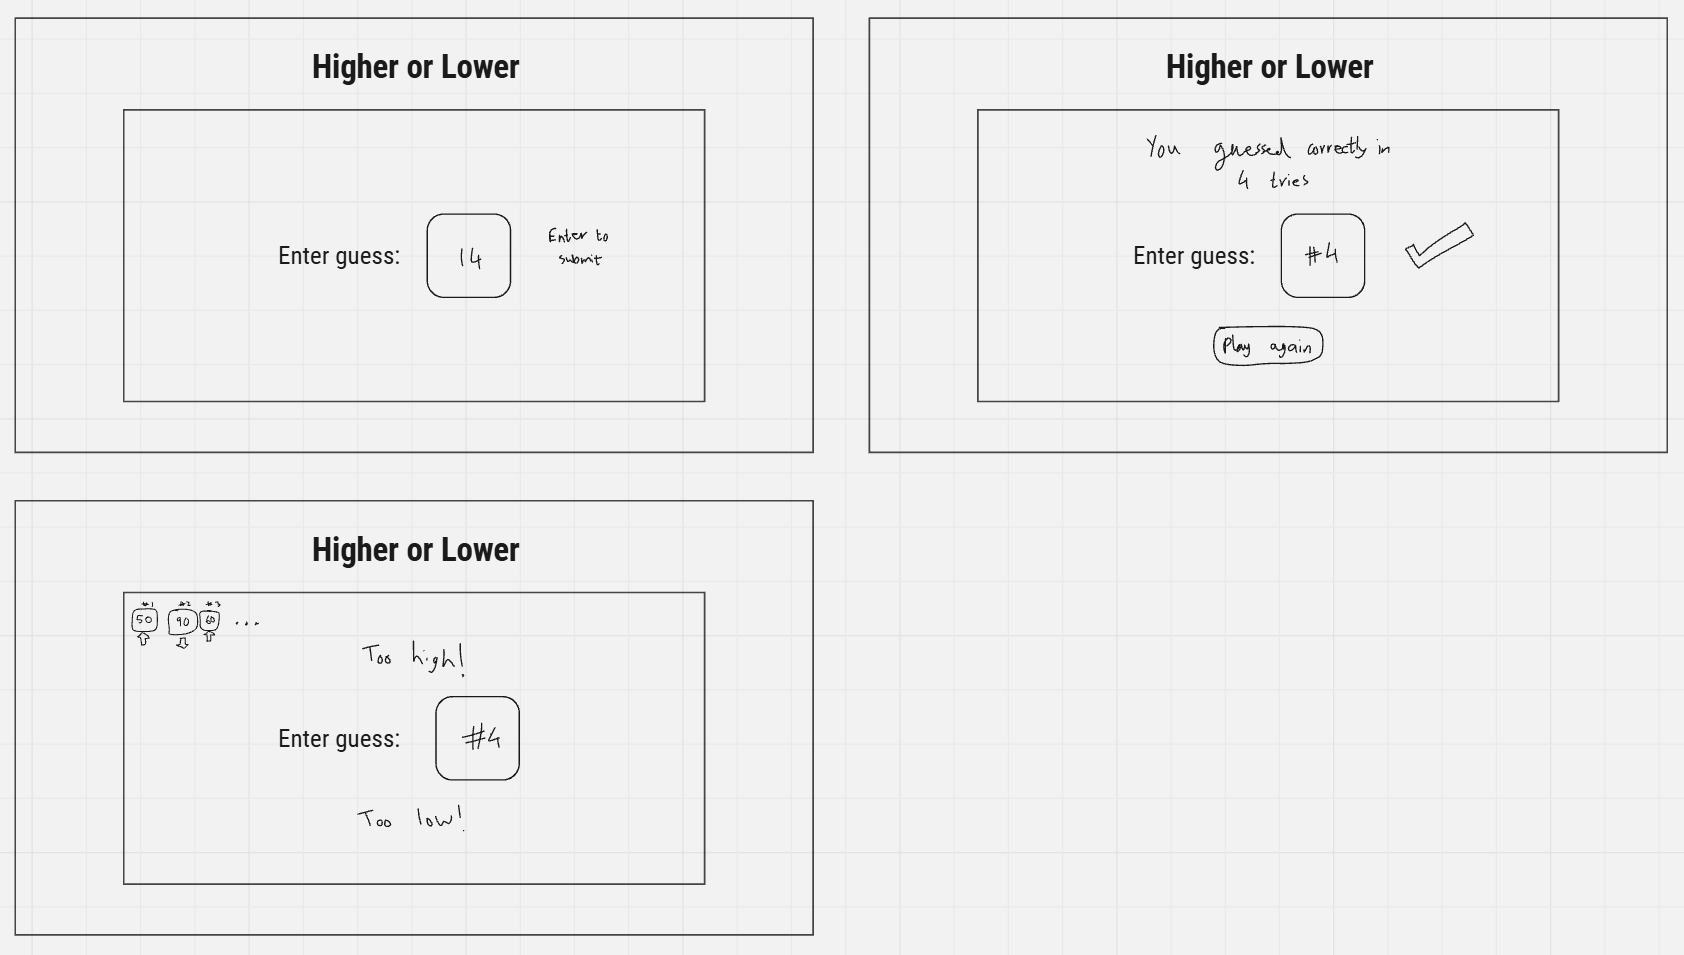 Higher or Lower
Enter guess:
14
Enter to
submit
Higher or Lower
You guessed correctly in
4 tries
Enter guess:
#4
Play again
Higher or Lower
#1 #2 #3
50 90 60 ...
Too high!
Enter guess:
#4
Too low!